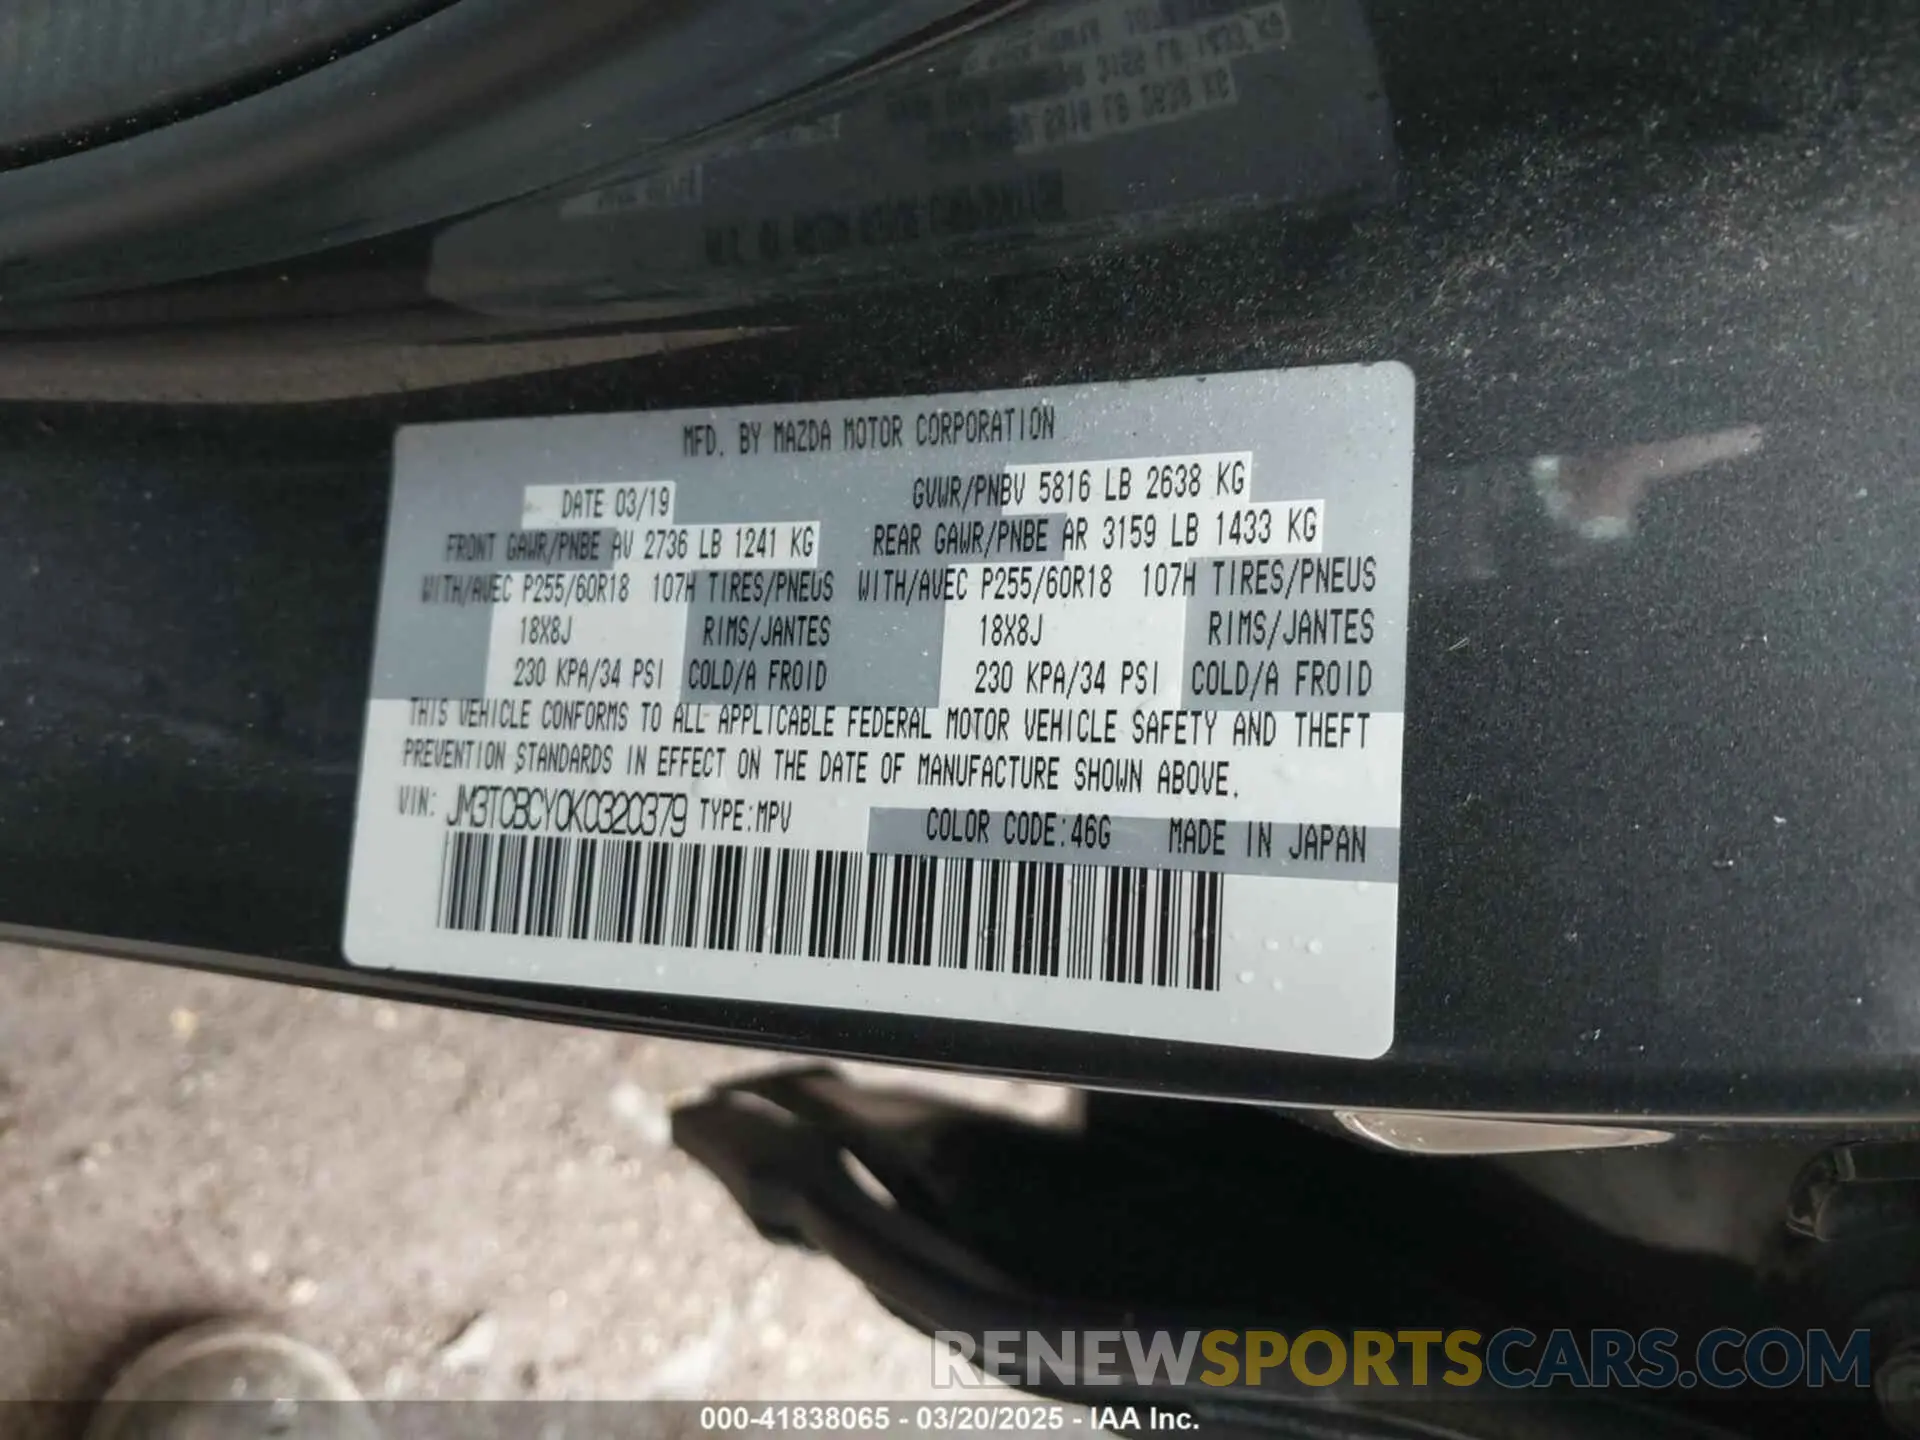 MFD. BY MAZDA MOTOR CORPORATION
DATE 03/19 GVWR/PNBV 5816 LB 2638 KG
FRONT GAWR/PNBE AV 2736 LB 1241 KG REAR GAWR/PNBE AR 3159 LB 1433 KG
WITH/AVEC P255/60R18 107H TIRES/PNEUS WITH/AVEC P255/60R18 107H TIRES/PNEUS
18X8J RIMS/JANTES 18X8J RIMS/JANTES
230 KPA/34 PSI COLD/A FROID 230 KPA/34 PSI COLD/A FROID
THIS VEHICLE CONFORMS TO ALL APPLICABLE FEDERAL MOTOR VEHICLE SAFETY AND THEFT
PREVENTION STANDARDS IN EFFECT ON THE DATE OF MANUFACTURE SHOWN ABOVE.
VIN: JM3TCBCY0K0320379 TYPE:MPV COLOR CODE:46G MADE IN JAPAN
RENEWSPORTSCARS.COM
000-41838065 - 03/20/2025 - IAA Inc.